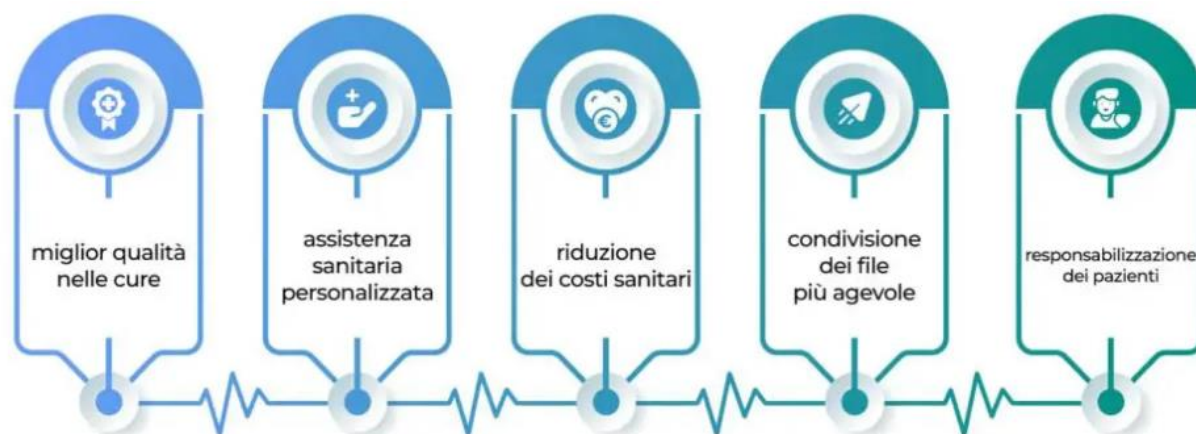 miglior qualità
nelle cure
assistenza
sanitaria
personalizzata
riduzione
dei costi sanitari
condivisione
dei file
più agevole
responsabilizzazione
dei pazienti